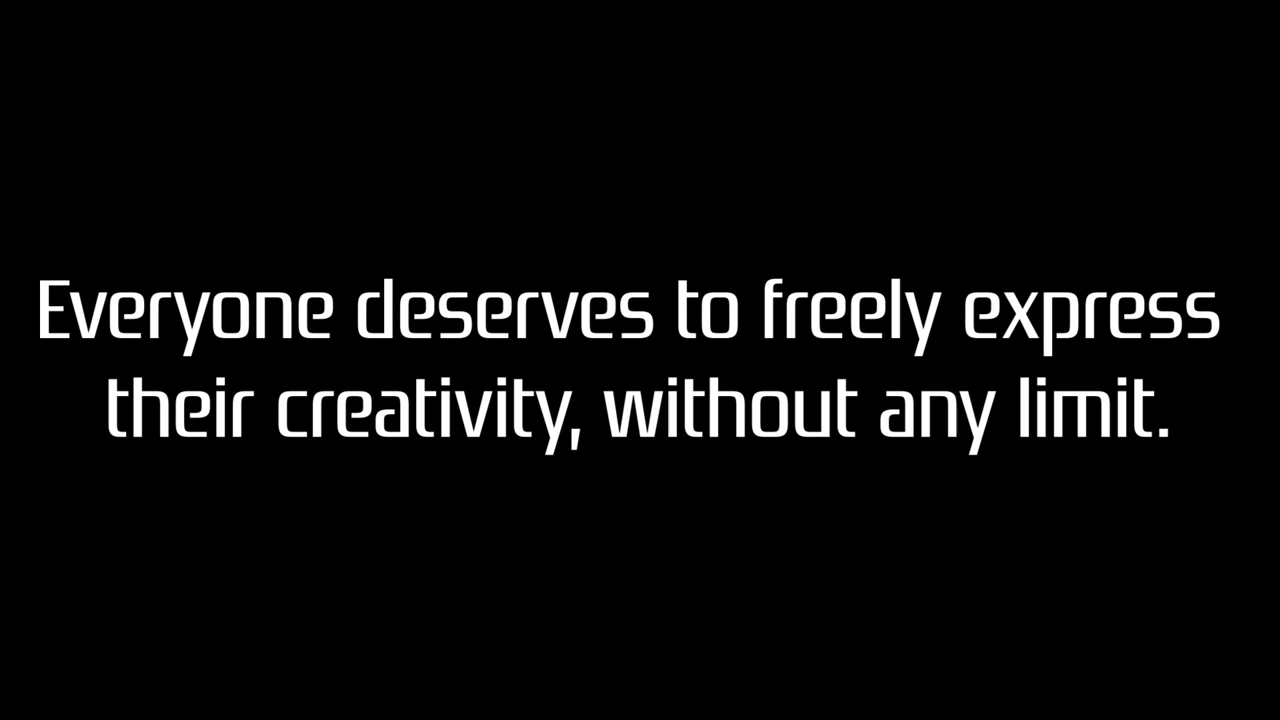 Everyone deserves to freely express
their creativity, without any limit.